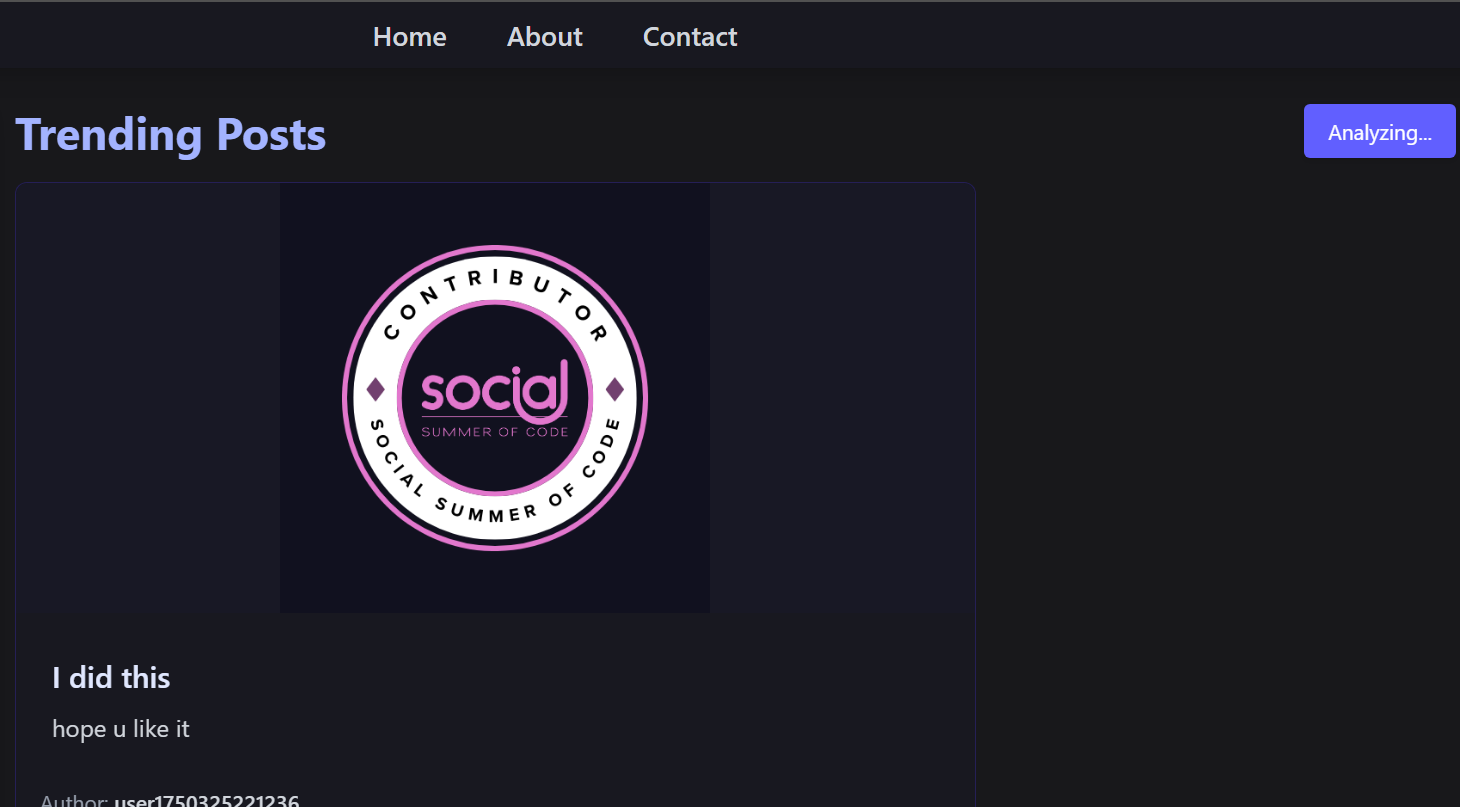 Home About Contact
Trending Posts
Analyzing...
CONTRIBUTOR
social
SUMMER OF CODE
SOCIAL SUMMER OF CODE
I did this
hope u like it
Author: user1750325221236